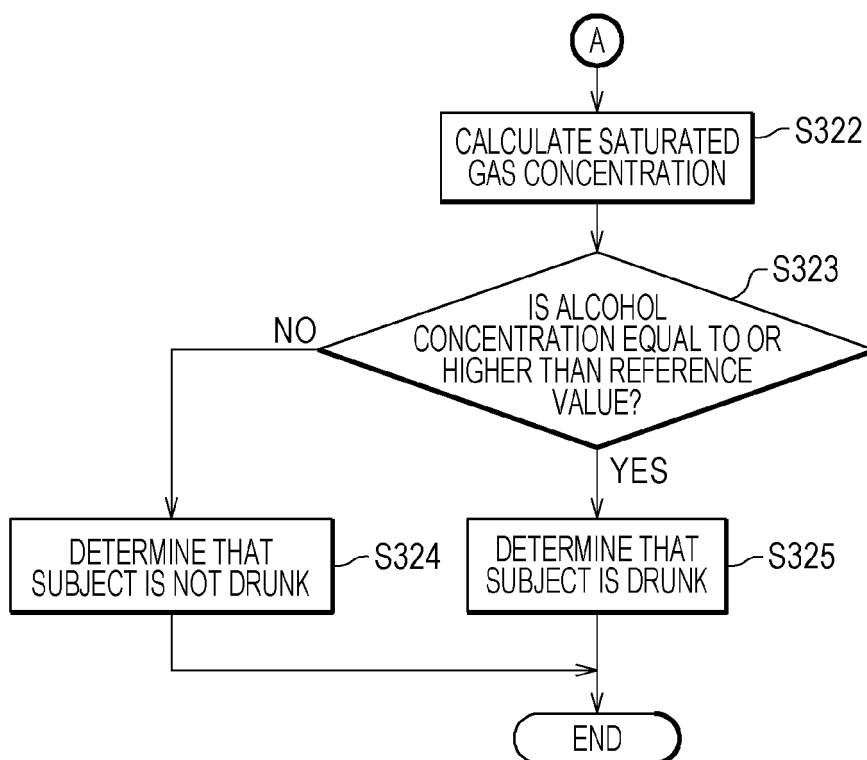 A
CALCULATE SATURATED
GAS CONCENTRATION
S322
S323
IS ALCOHOL
CONCENTRATION EQUAL TO OR
HIGHER THAN REFERENCE
VALUE?
NO
YES
DETERMINE THAT
SUBJECT IS NOT DRUNK
S324
DETERMINE THAT
SUBJECT IS DRUNK
S325
END